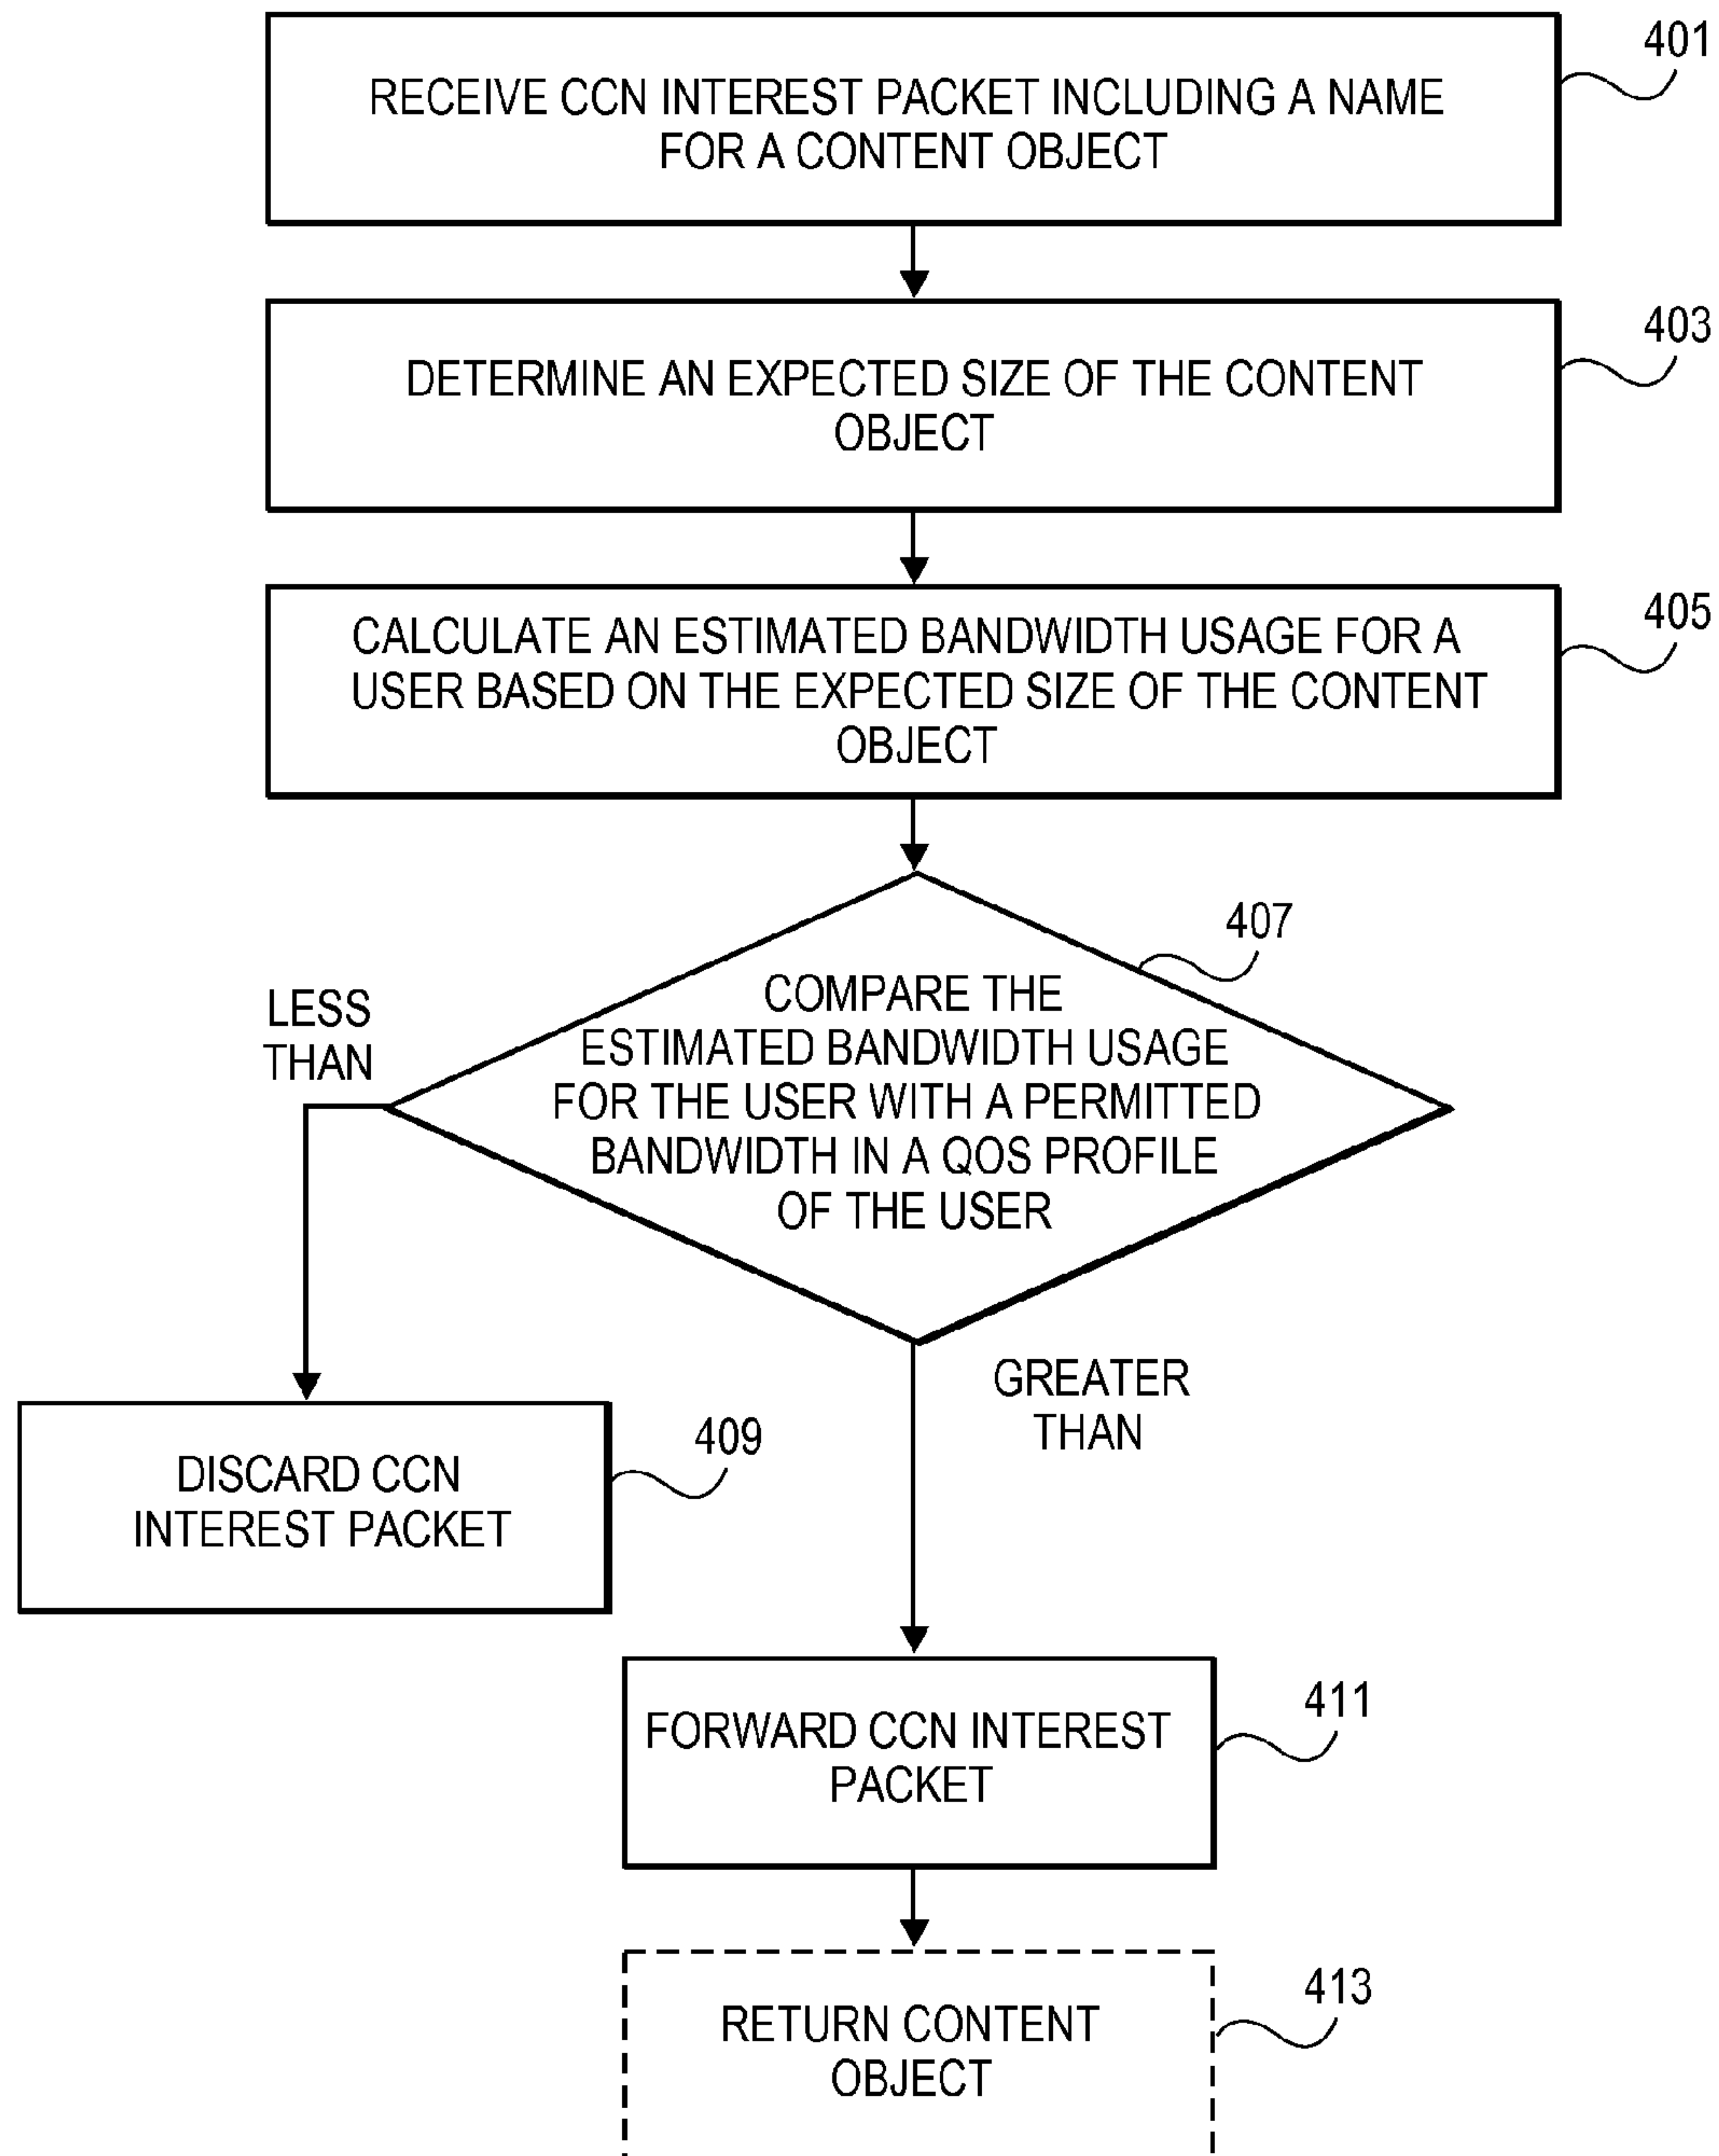 401
RECEIVE CCN INTEREST PACKET INCLUDING A NAME
FOR A CONTENT OBJECT
403
DETERMINE AN EXPECTED SIZE OF THE CONTENT
OBJECT
405
CALCULATE AN ESTIMATED BANDWIDTH USAGE FOR A
USER BASED ON THE EXPECTED SIZE OF THE CONTENT
OBJECT
407
COMPARE THE
ESTIMATED BANDWIDTH USAGE
FOR THE USER WITH A PERMITTED
BANDWIDTH IN A QOS PROFILE
OF THE USER
LESS
THAN
GREATER
THAN
409
DISCARD CCN
INTEREST PACKET
411
FORWARD CCN INTEREST
PACKET
413
RETURN CONTENT
OBJECT